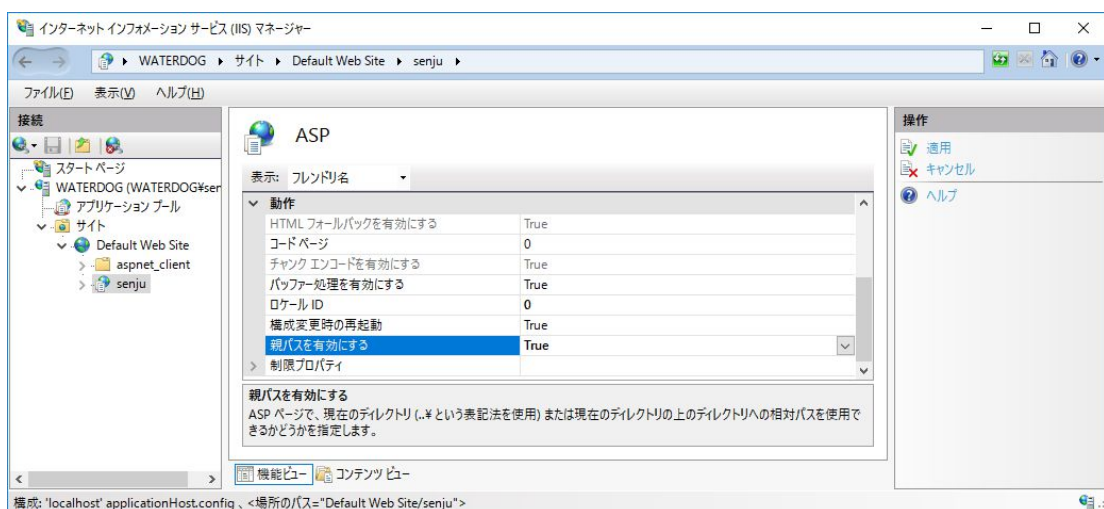 インターネット インフォメーション サービス (IIS) マネージャー
WATERDOG サイト Default Web Site senju
ファイル(F) 表示(V) ヘルプ(H)
接続
スタート ページ
WATERDOG (WATERDOG¥ser
アプリケーション プール
サイト
Default Web Site
aspnet_client
senju
ASP
表示: フレンドリ名
動作
HTML フォールバックを有効にする True
コード ページ 0
チャンク エンコードを有効にする True
バッファー処理を有効にする True
ロケール ID 0
構成変更時の再起動 True
親パスを有効にする True
制限プロパティ
親パスを有効にする
ASP ページで、現在のディレクトリ (..¥ という表記法を使用) または現在のディレクトリの上のディレクトリへの相対パスを使用で
きるかどうかを指定します。
機能ビュー コンテンツ ビュー
操作
適用
キャンセル
ヘルプ
構成: 'localhost' applicationHost.config 、<場所のパス="Default Web Site/senju">